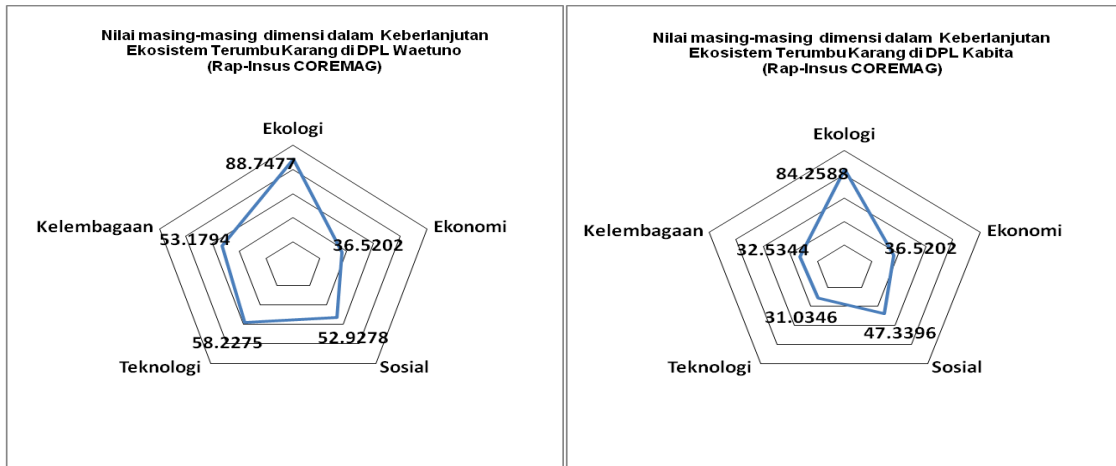 Nilai masing-masing dimensi dalam Keberlanjutan
Ekosistem Terumbu Karang di DPL Waetuno
(Rap-Insus COREMAG)
Ekologi
88.7477
Kelembagaan
53.1794
36.5202
Ekonomi
58.2275
52.9278
Teknologi
Sosial
Nilai masing-masing dimensi dalam Keberlanjutan
Ekosistem Terumbu Karang di DPL Kabita
(Rap-Insus COREMAG)
Ekologi
84.2588
Kelembagaan
32.5344
36.5202
Ekonomi
31.0346
47.3396
Teknologi
Sosial